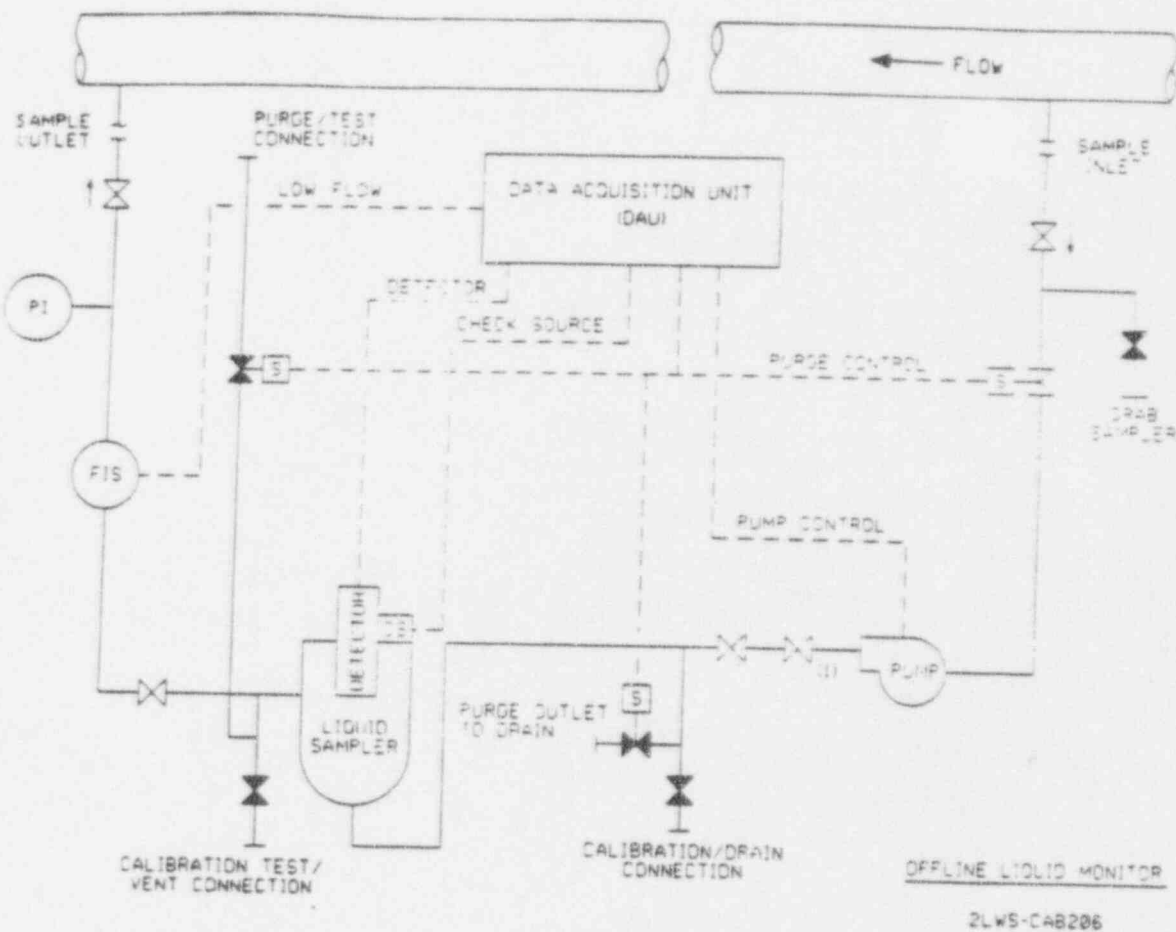 FLOW
SAMPLE
OUTLET
PURGE/TEST
CONNECTION
SAMPLE
INLET
LOW FLOW
DATA ACQUISITION UNIT
(DAU)
DETECTOR
PI
CHECK SOURCE
S
PURGE CONTROL
S
GRAB
SAMPLER
FIS
PUMP CONTROL
DETECTOR
(1)
PUMP
S
PURGE OUTLET
TO DRAIN
LIQUID
SAMPLER
CALIBRATION TEST/
VENT CONNECTION
CALIBRATION/DRAIN
CONNECTION
OFFLINE LIQUID MONITOR
2LWS-CAB206